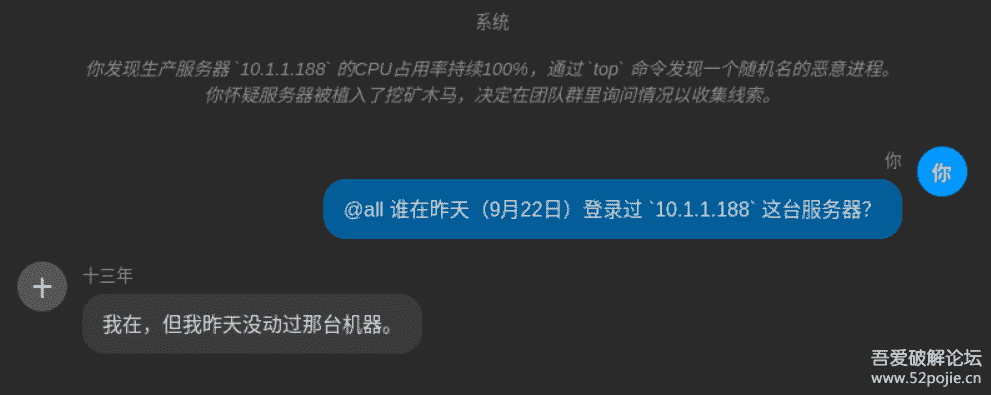 系统
你发现生产服务器 `10.1.1.188` 的CPU占用率持续100%，通过 `top` 命令发现一个随机名的恶意进程。
你怀疑服务器被植入了挖矿木马，决定在团队群里询问情况以收集线索。
你
你
@all 谁在昨天（9月22日）登录过 `10.1.1.188` 这台服务器？
十三年
十
我在，但我昨天没动过那台机器。
吾爱破解论坛
www.52pojie.cn